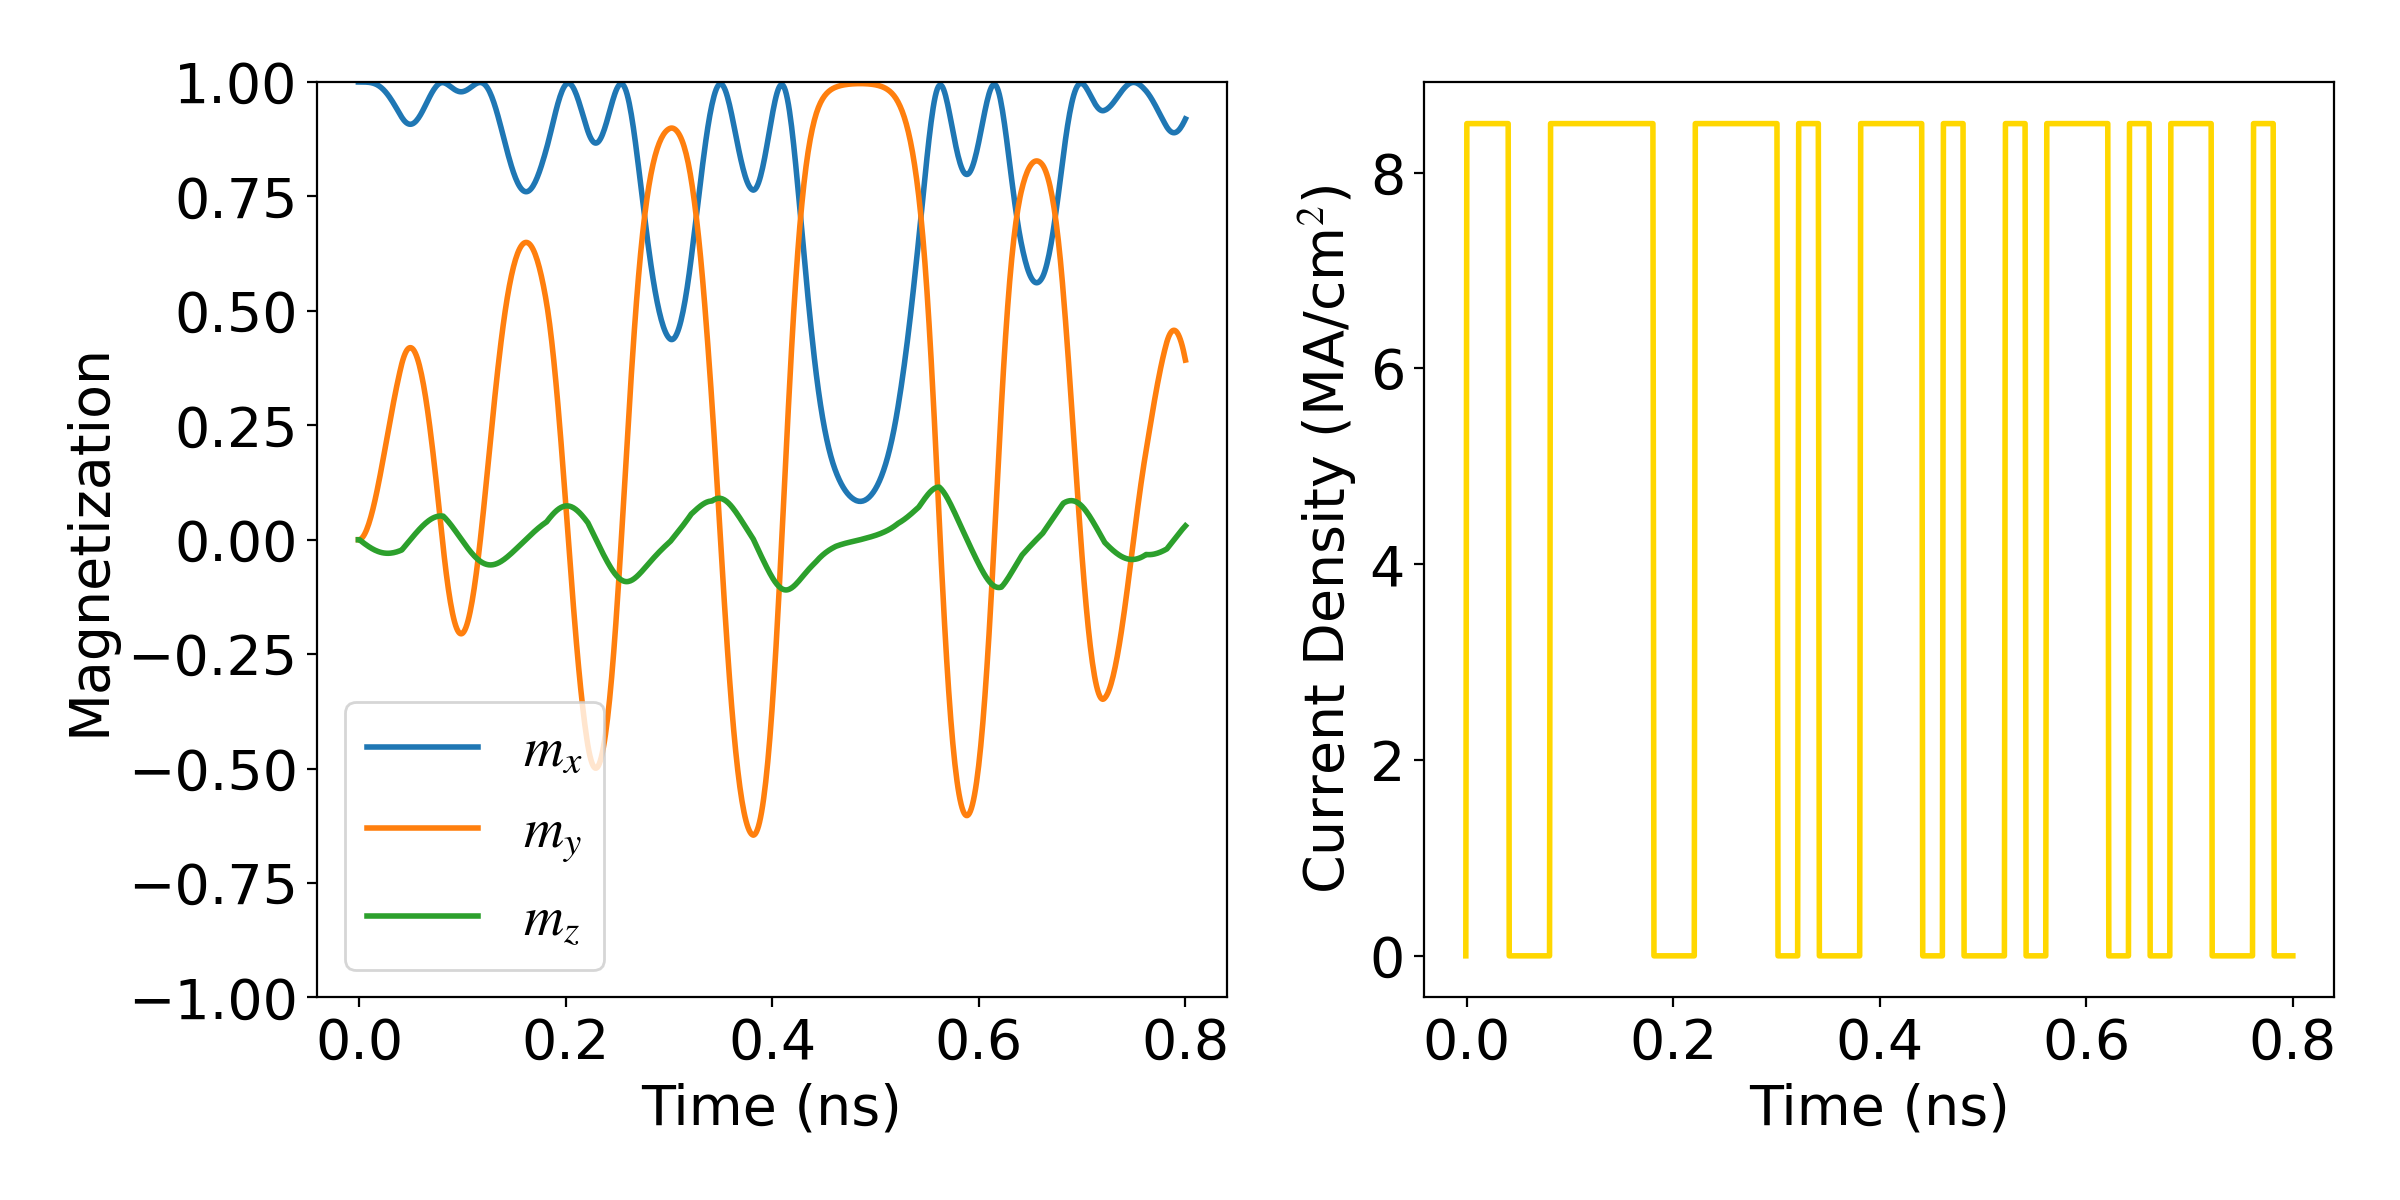 1.00
0.75
0.50
0.25
0.00
−0.25
−0.50
−0.75
−1.00
Magnetization
m_x
m_y
m_z
0.0 0.2 0.4 0.6 0.8
Time (ns)
8
6
4
2
0
Current Density (MA/cm²)
0.0 0.2 0.4 0.6 0.8
Time (ns)